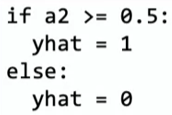 if a2 >= 0.5:
  yhat = 1
else:
  yhat = 0